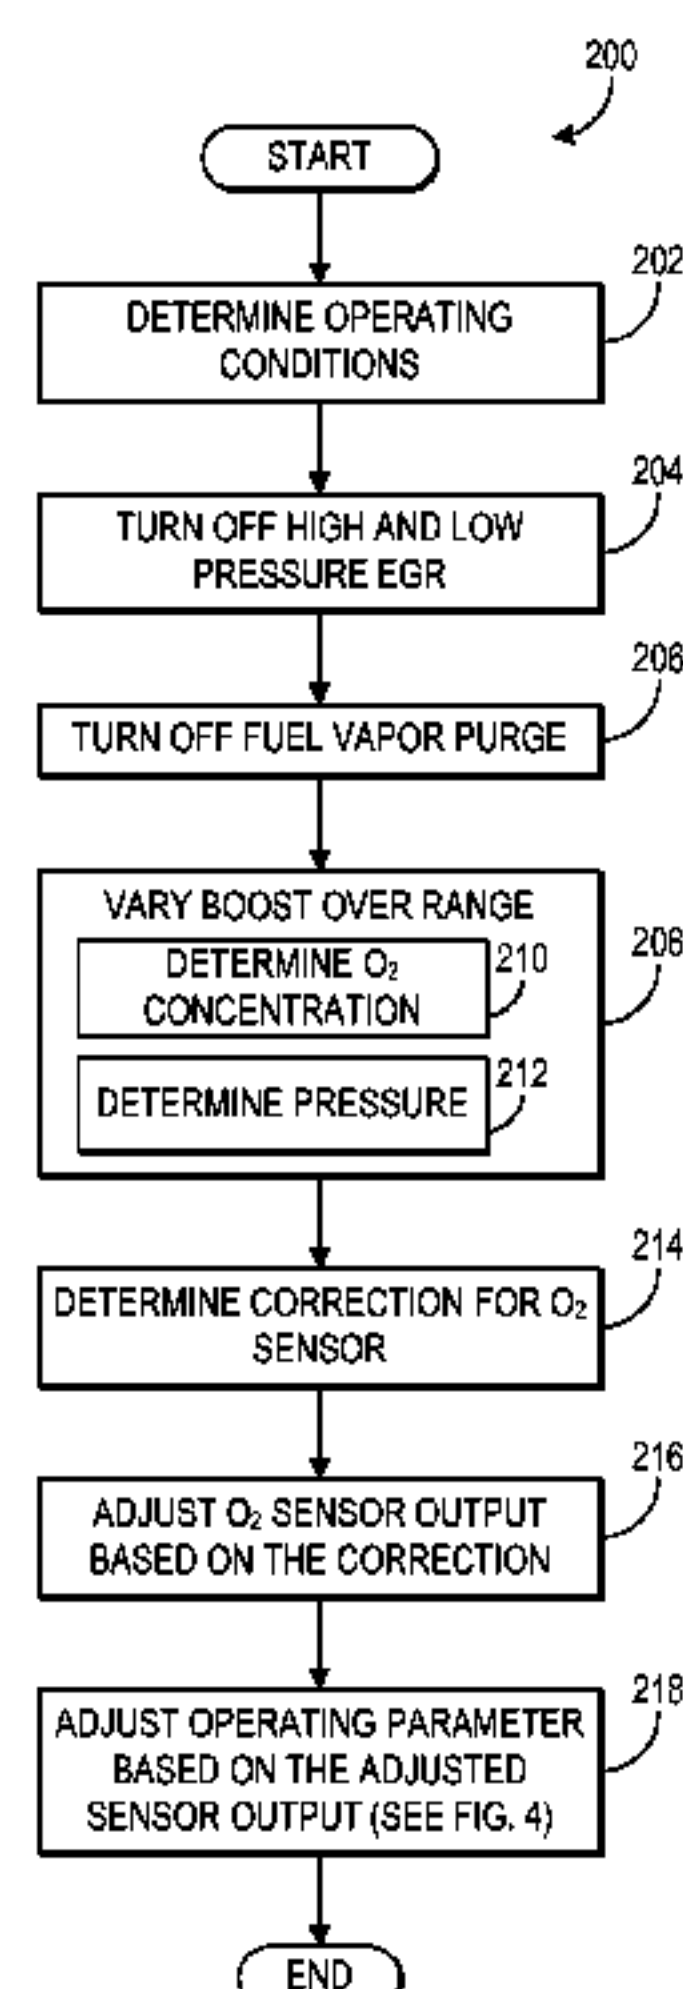 200
START
202
DETERMINE OPERATING
CONDITIONS
204
TURN OFF HIGH AND LOW
PRESSURE EGR
206
TURN OFF FUEL VAPOR PURGE
VARY BOOST OVER RANGE
206
DETERMINE O₂
CONCENTRATION
210
DETERMINE PRESSURE
212
214
DETERMINE CORRECTION FOR O₂
SENSOR
216
ADJUST O₂ SENSOR OUTPUT
BASED ON THE CORRECTION
218
ADJUST OPERATING PARAMETER
BASED ON THE ADJUSTED
SENSOR OUTPUT (SEE FIG. 4)
END